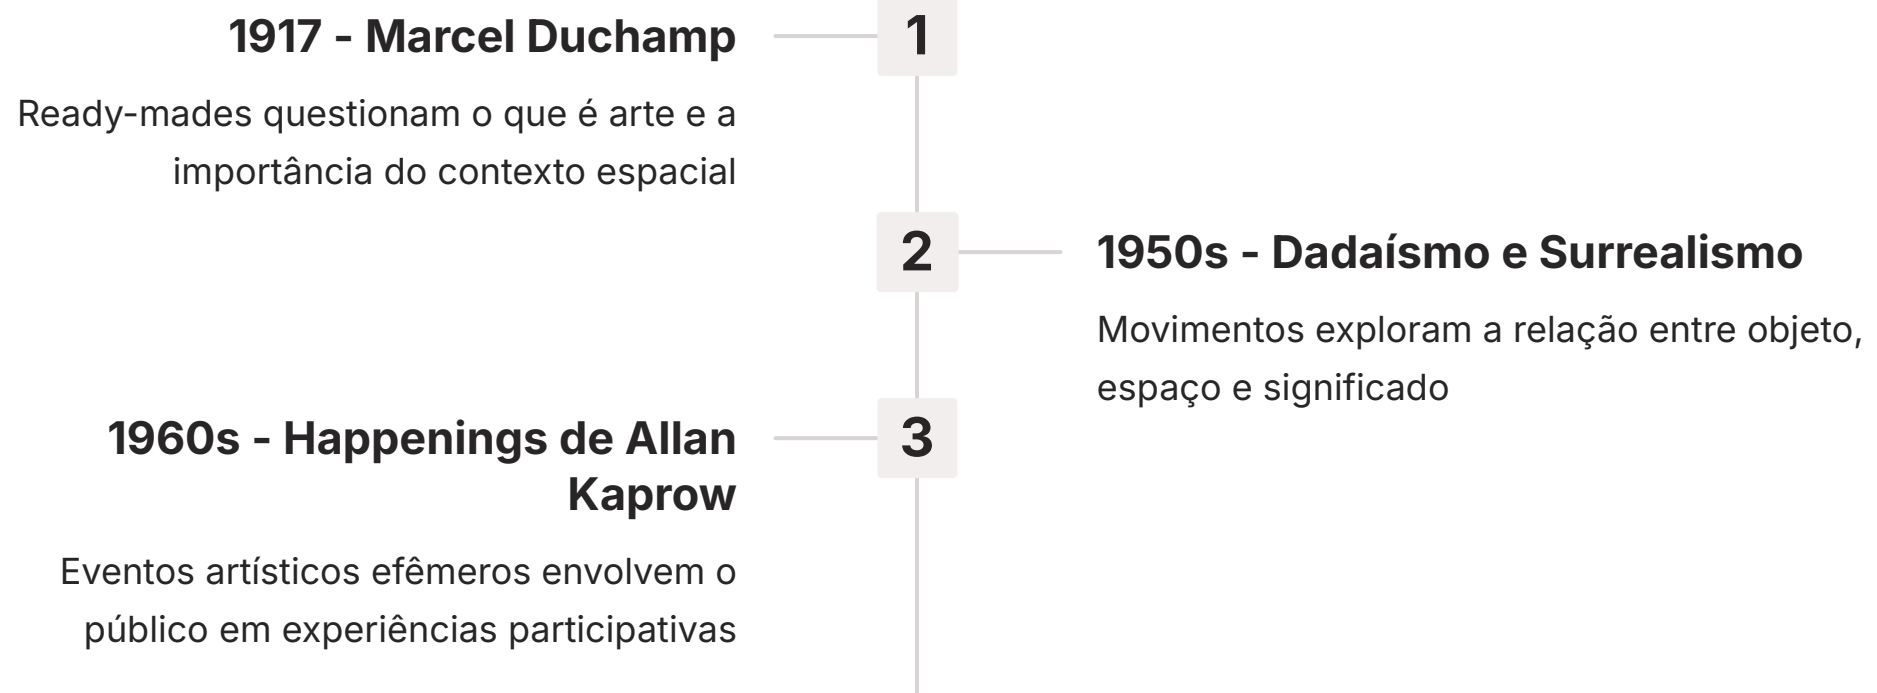 1917 - Marcel Duchamp
1
Ready-mades questionam o que é arte e a
importância do contexto espacial
2
1950s - Dadaísmo e Surrealismo
Movimentos exploram a relação entre objeto,
espaço e significado
1960s - Happenings de Allan
Kaprow
3
Eventos artísticos efêmeros envolvem o
público em experiências participativas